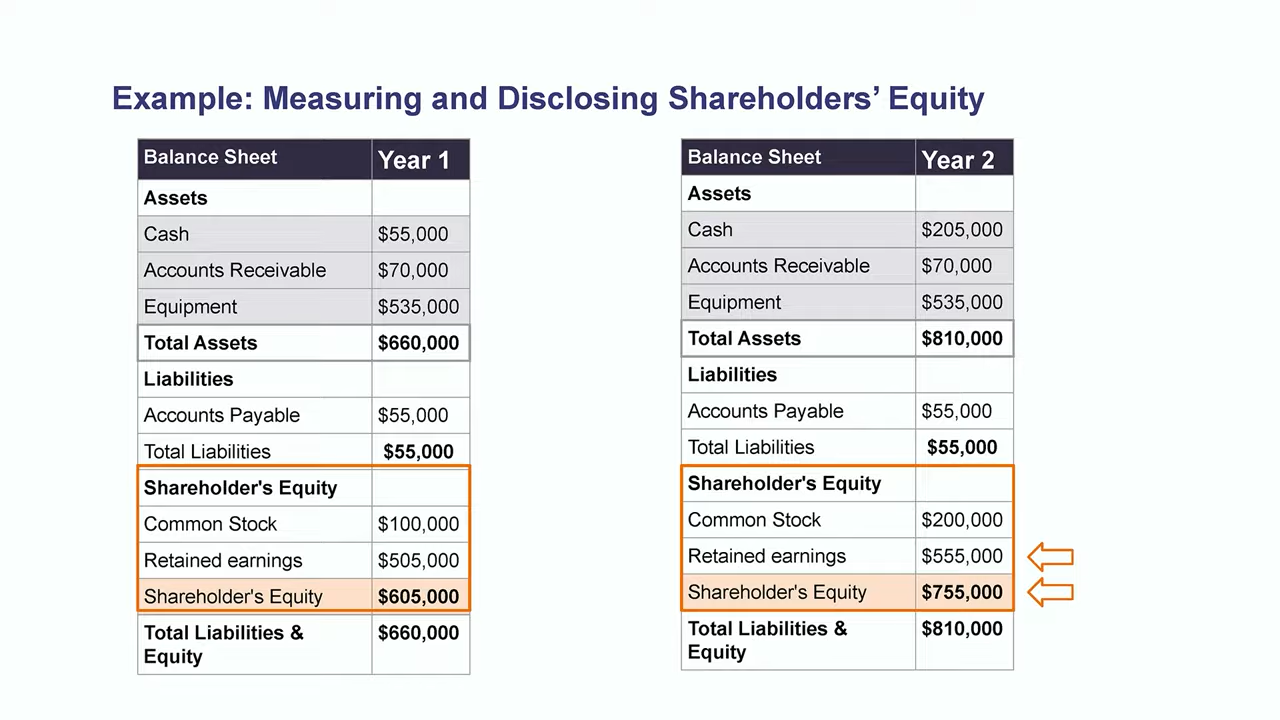 Example: Measuring and Disclosing Shareholders’ Equity
Balance Sheet Year 1
Assets
Cash $55,000
Accounts Receivable $70,000
Equipment $535,000
Total Assets $660,000
Liabilities
Accounts Payable $55,000
Total Liabilities $55,000
Shareholder's Equity
Common Stock $100,000
Retained earnings $505,000
Shareholder's Equity $605,000
Total Liabilities & $660,000
Equity
Balance Sheet Year 2
Assets
Cash $205,000
Accounts Receivable $70,000
Equipment $535,000
Total Assets $810,000
Liabilities
Accounts Payable $55,000
Total Liabilities $55,000
Shareholder's Equity
Common Stock $200,000
Retained earnings $555,000
Shareholder's Equity $755,000
Total Liabilities & $810,000
Equity